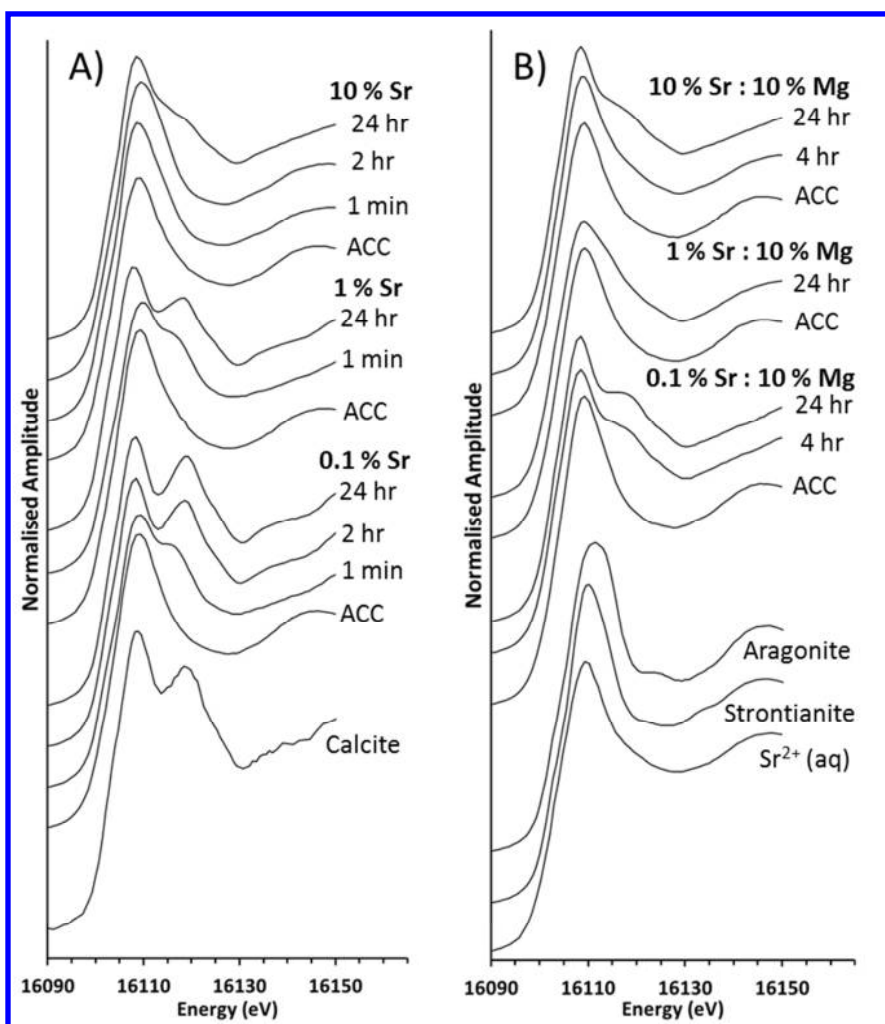 A)
10 % Sr
24 hr
2 hr
1 min
ACC
1 % Sr
24 hr
1 min
ACC
0.1 % Sr
24 hr
2 hr
1 min
ACC
Calcite
Normalised Amplitude
16090 16110 16130 16150
Energy (eV)
B)
10 % Sr : 10 % Mg
24 hr
4 hr
ACC
1 % Sr : 10 % Mg
24 hr
ACC
0.1 % Sr : 10 % Mg
24 hr
4 hr
ACC
Aragonite
Strontianite
Sr²⁺ (aq)
Normalised Amplitude
16090 16110 16130 16150
Energy (eV)